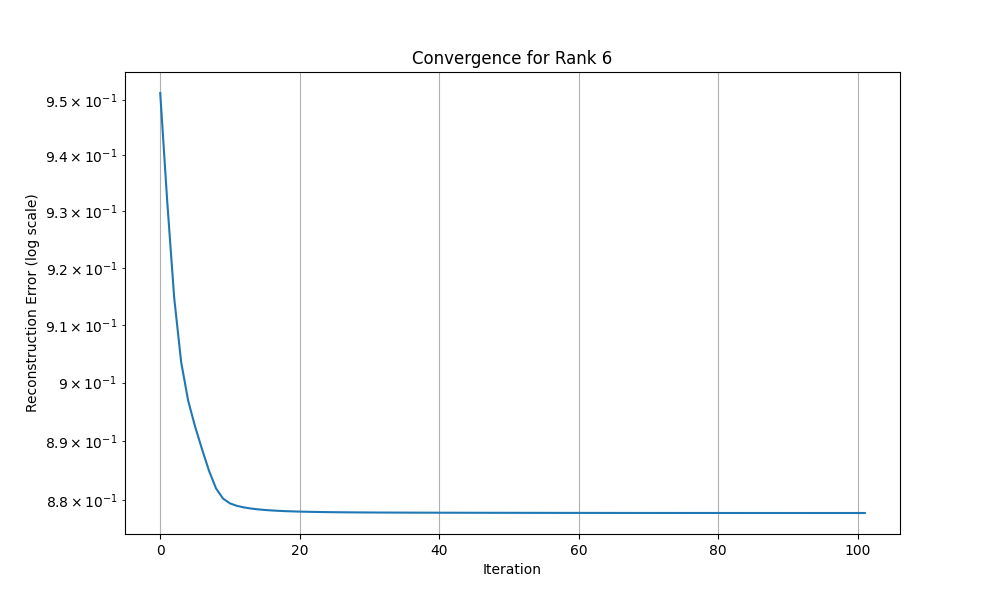 Convergence for Rank 6
Reconstruction Error (log scale)
9.5 × 10⁻¹
9.4 × 10⁻¹
9.3 × 10⁻¹
9.2 × 10⁻¹
9.1 × 10⁻¹
9 × 10⁻¹
8.9 × 10⁻¹
8.8 × 10⁻¹
0 20 40 60 80 100
Iteration